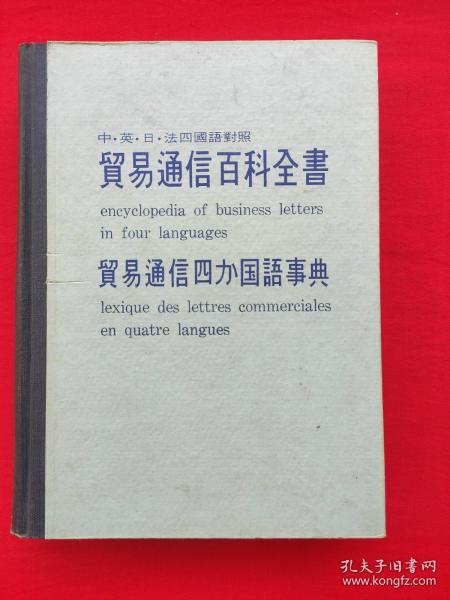 中·英·日·法四國語對照
貿易通信百科全書
encyclopedia of business letters
in four languages
貿易通信四カ国語事典
lexique des lettres commerciales
en quatre langues
孔夫子旧书网
www.kongfz.com